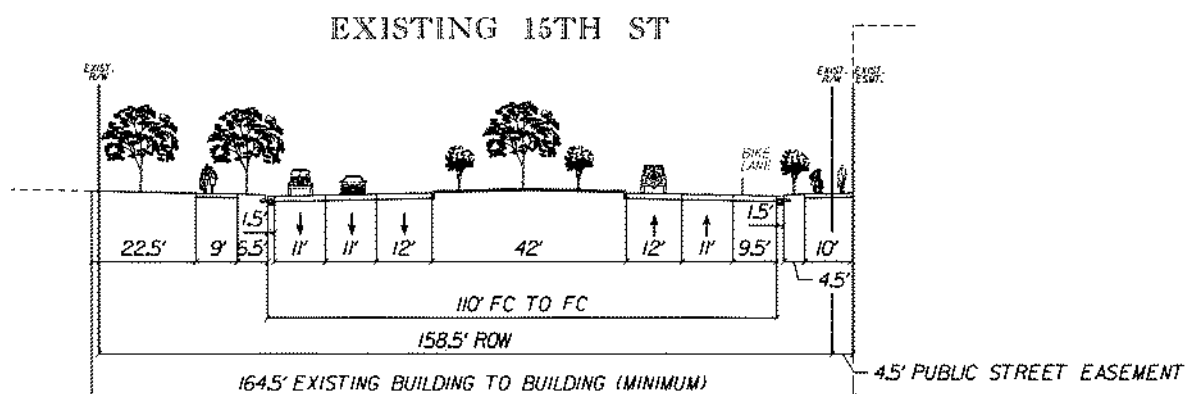 EXISTING 15TH ST
EXIST.
R/W
EXIST.
R/W
EXIST.
ESMT.
BIKE
LANE
1.5'
1.5'
22.5' 9' 6.5' 11' 11' 12' 42' 12' 11' 9.5' 10'
4.5'
110' FC TO FC
158.5' ROW
164.5' EXISTING BUILDING TO BUILDING (MINIMUM)
4.5' PUBLIC STREET EASEMENT